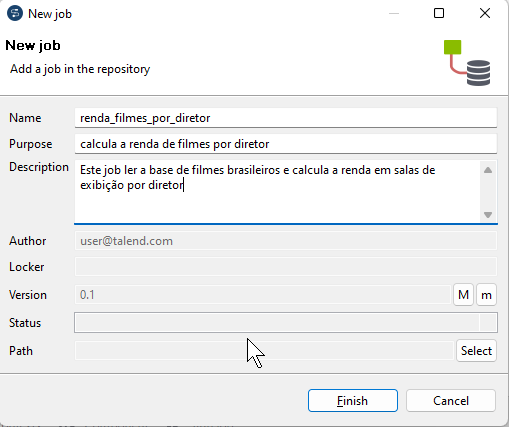 New job
New job
Add a job in the repository
Name renda_filmes_por_diretor
Purpose calcula a renda de filmes por diretor
Description Este job ler a base de filmes brasileiros e calcula a renda em salas de
exibição por diretor
Author user@talend.com
Locker
Version 0.1 M m
Status
Path Select
Finish Cancel